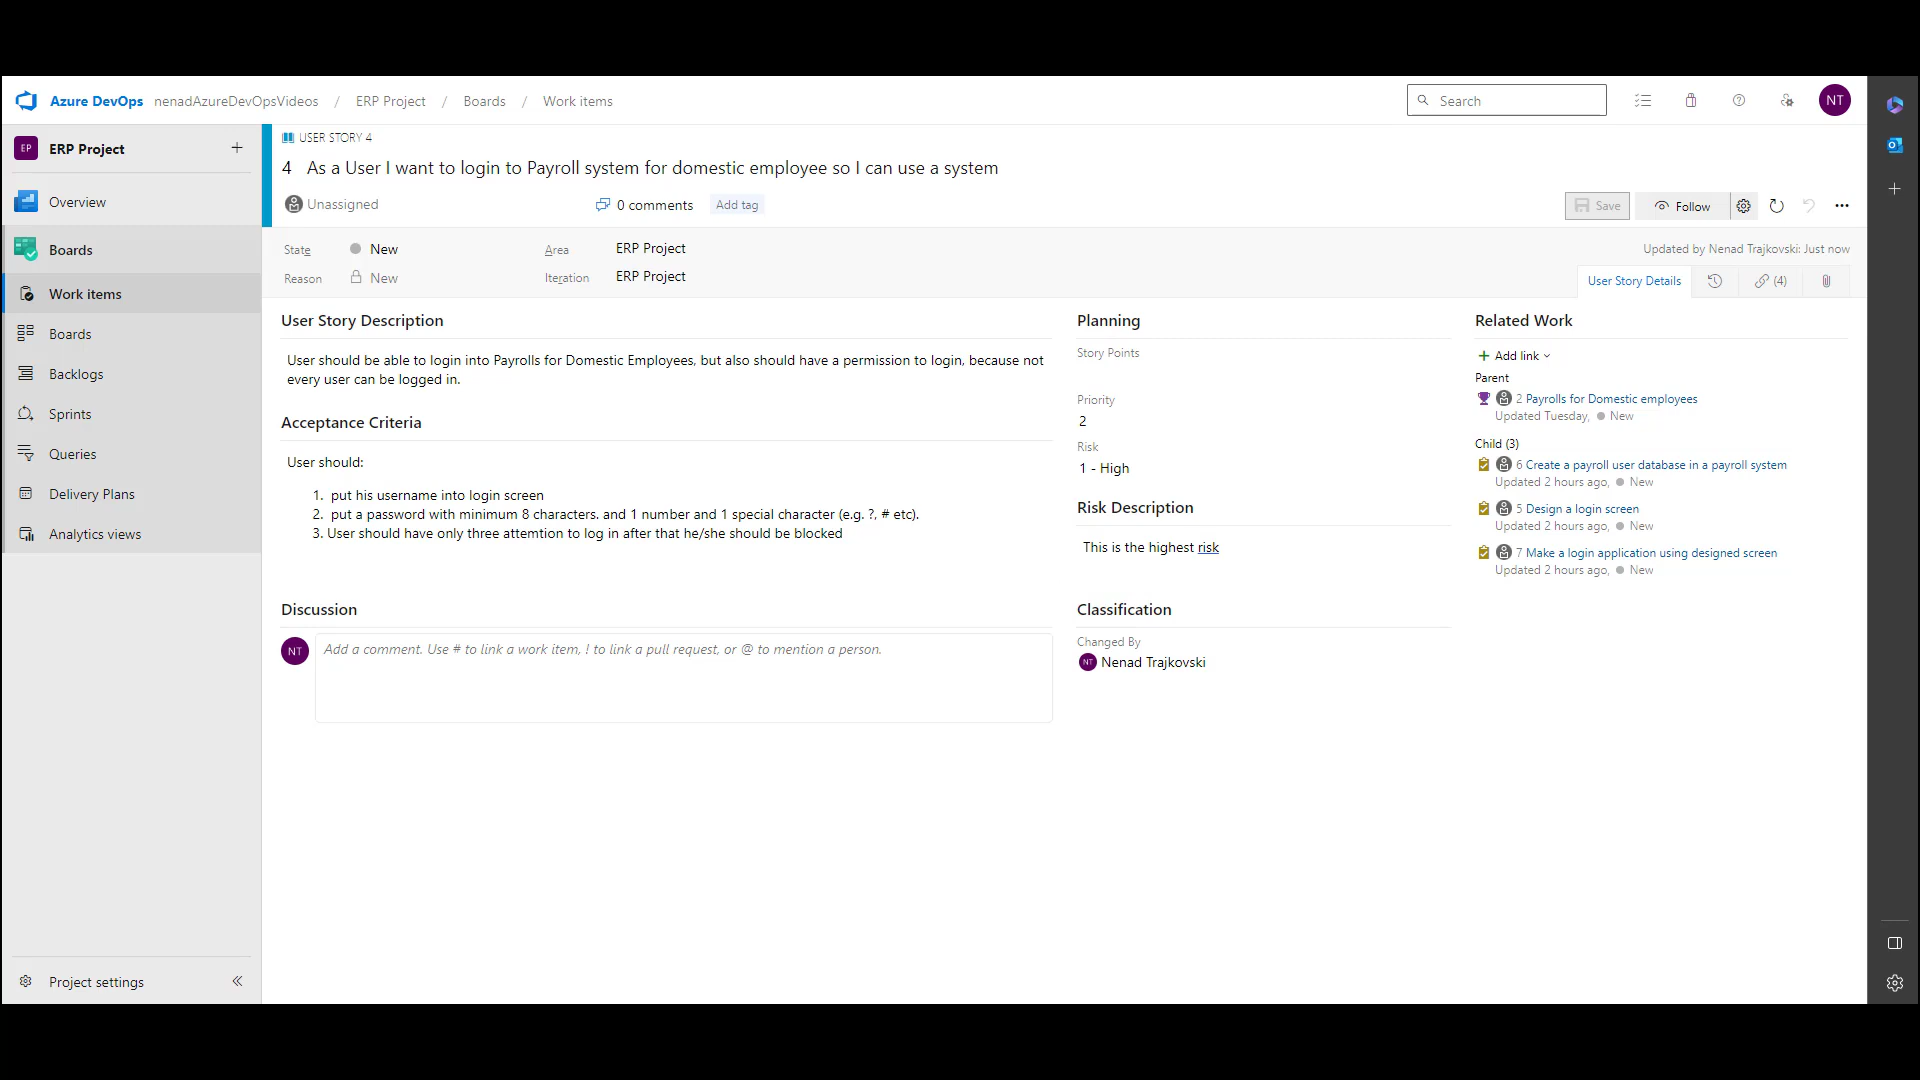 Azure DevOps nenadAzureDevOpsVideos / ERP Project / Boards / Work items
Search
NT
EP ERP Project
Overview
Boards
Work items
Boards
Backlogs
Sprints
Queries
Delivery Plans
Analytics views
Project settings
USER STORY 4
4 As a User I want to login to Payroll system for domestic employee so I can use a system
Unassigned
0 comments
Add tag
Save
Follow
State New
Area ERP Project
Updated by Nenad Trajkovski: Just now
Reason New
Iteration ERP Project
User Story Details
(4)
User Story Description
User should be able to login into Payrolls for Domestic Employees, but also should have a permission to login, because not
every user can be logged in.
Acceptance Criteria
User should:
1. put his username into login screen
2. put a password with minimum 8 characters. and 1 number and 1 special character (e.g. ?, # etc).
3. User should have only three attemtion to log in after that he/she should be blocked
Discussion
NT
Add a comment. Use # to link a work item, ! to link a pull request, or @ to mention a person.
Planning
Story Points
Priority
2
Risk
1 - High
Risk Description
This is the highest risk
Classification
Changed By
NT Nenad Trajkovski
Related Work
Add link
Parent
2 Payrolls for Domestic employees
Updated Tuesday, New
Child (3)
6 Create a payroll user database in a payroll system
Updated 2 hours ago, New
5 Design a login screen
Updated 2 hours ago, New
7 Make a login application using designed screen
Updated 2 hours ago, New